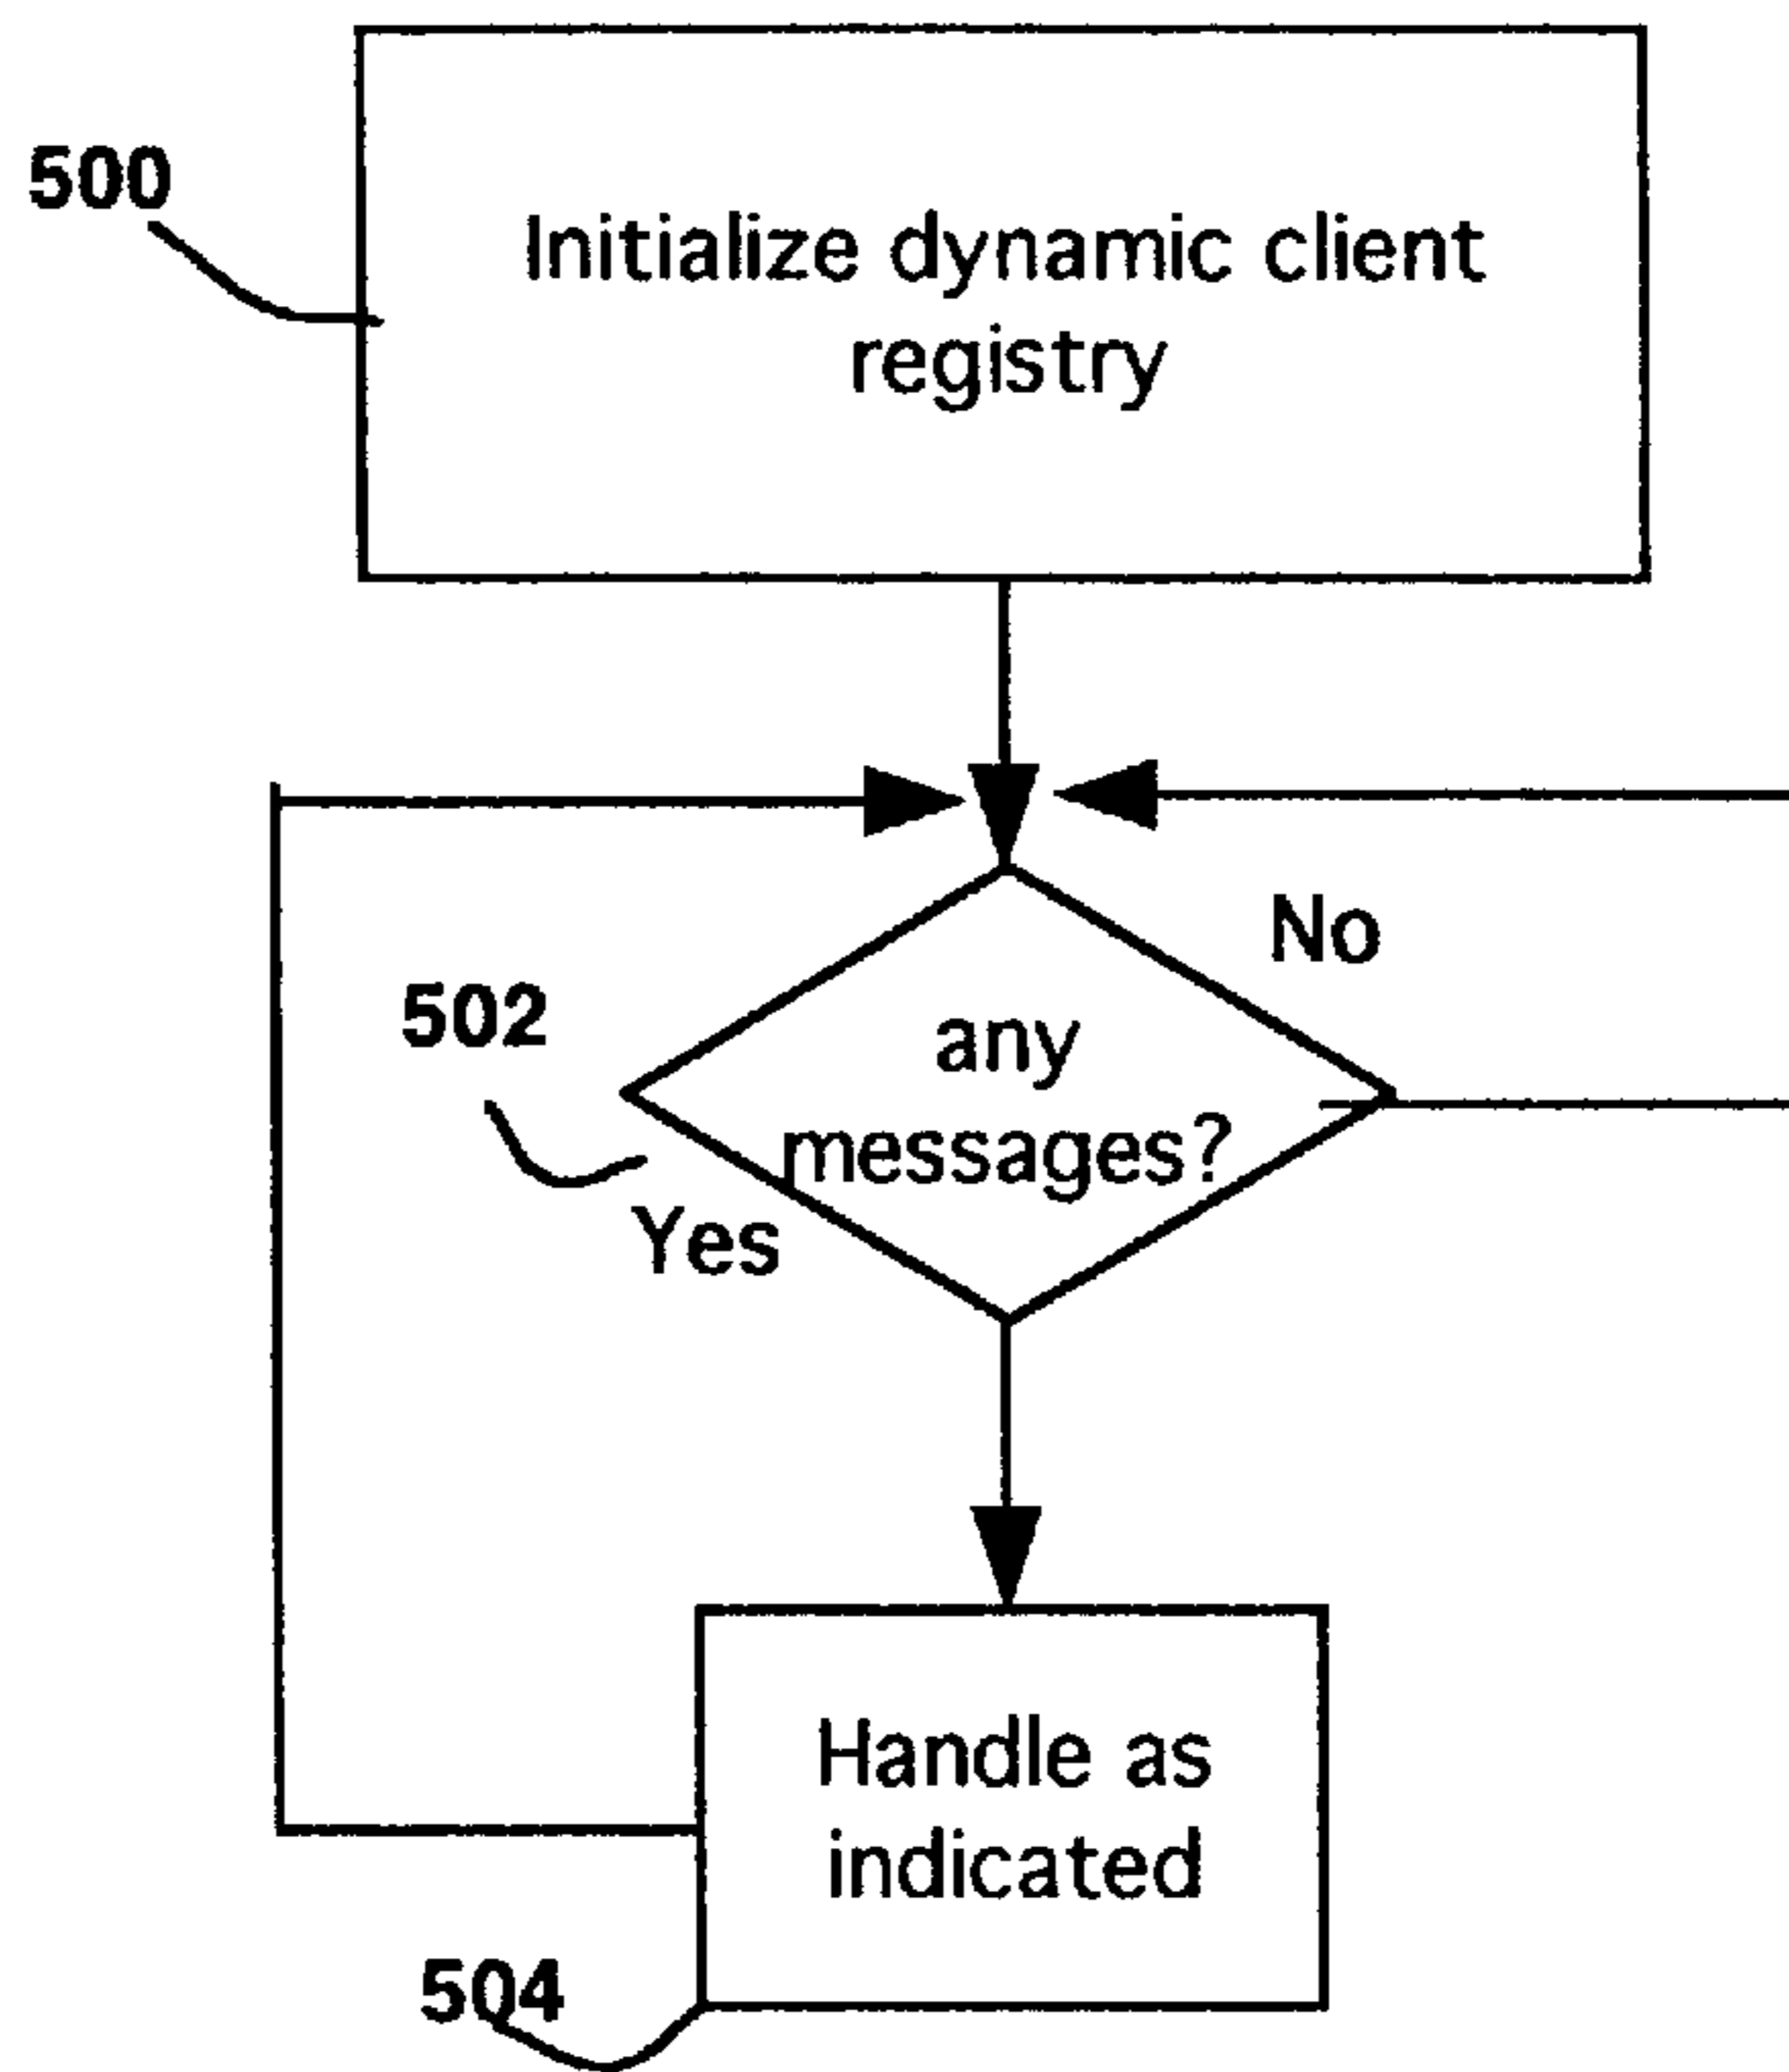 500
Initialize dynamic client
registry
No
502
any
messages?
Yes
Handle as
indicated
504